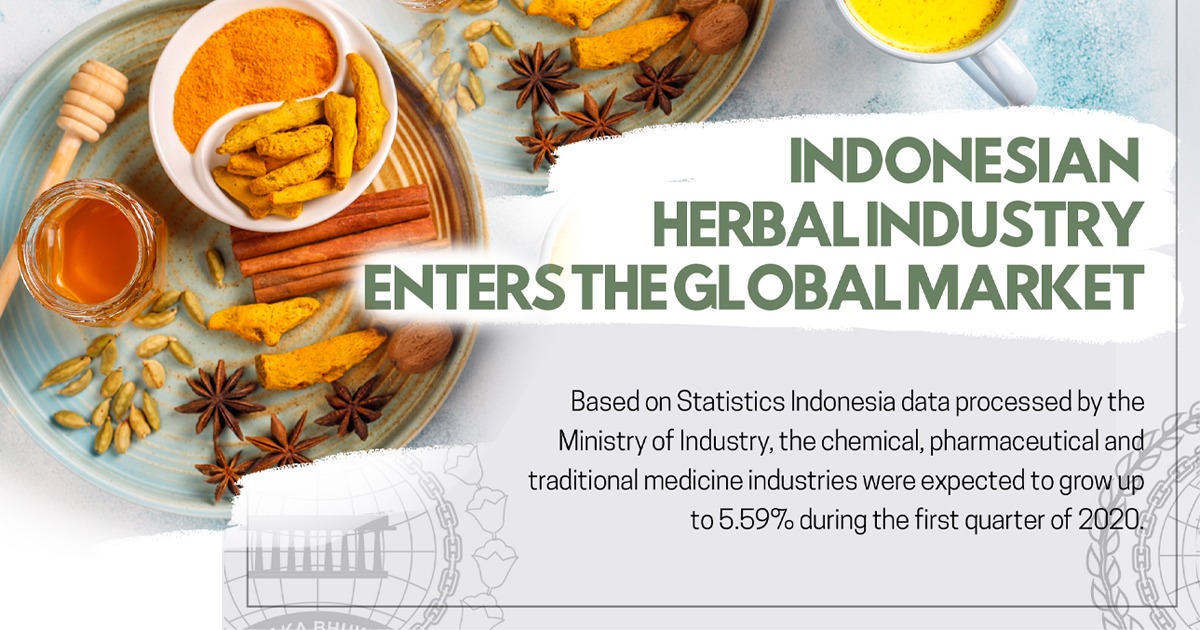 INDONESIAN
HERBAL INDUSTRY
ENTERS THE GLOBAL MARKET
Based on Statistics Indonesia data processed by the
Ministry of Industry, the chemical, pharmaceutical and
traditional medicine industries were expected to grow up
to 5.59% during the first quarter of 2020.